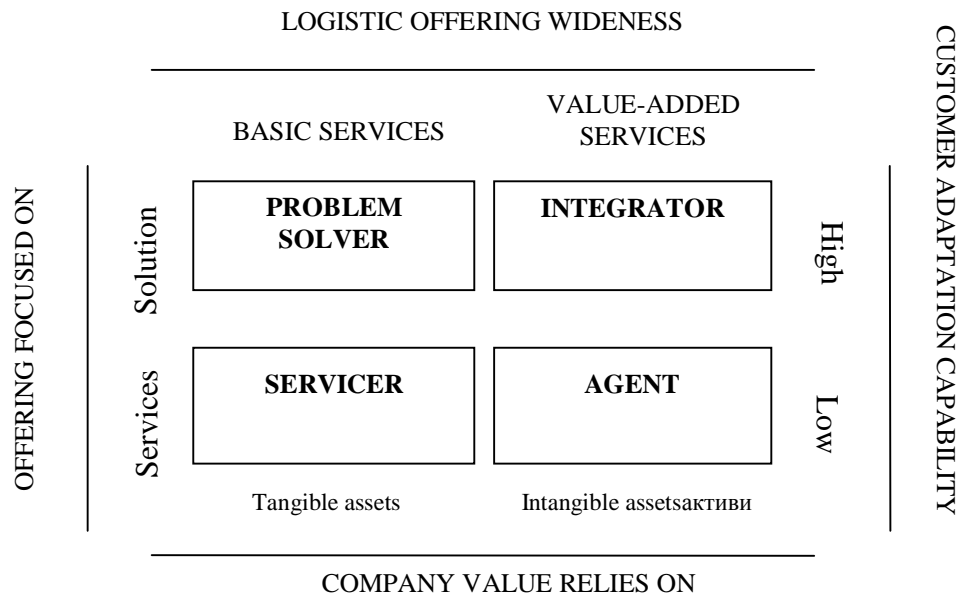 LOGISTIC OFFERING WIDENESS
BASIC SERVICES
VALUE-ADDED
SERVICES
OFFERING FOCUSED ON
Solution
PROBLEM
SOLVER
INTEGRATOR
High
CUSTOMER ADAPTATION CAPABILITY
Services
SERVICER
AGENT
Low
Tangible assets
Intangible assetsактиви
COMPANY VALUE RELIES ON